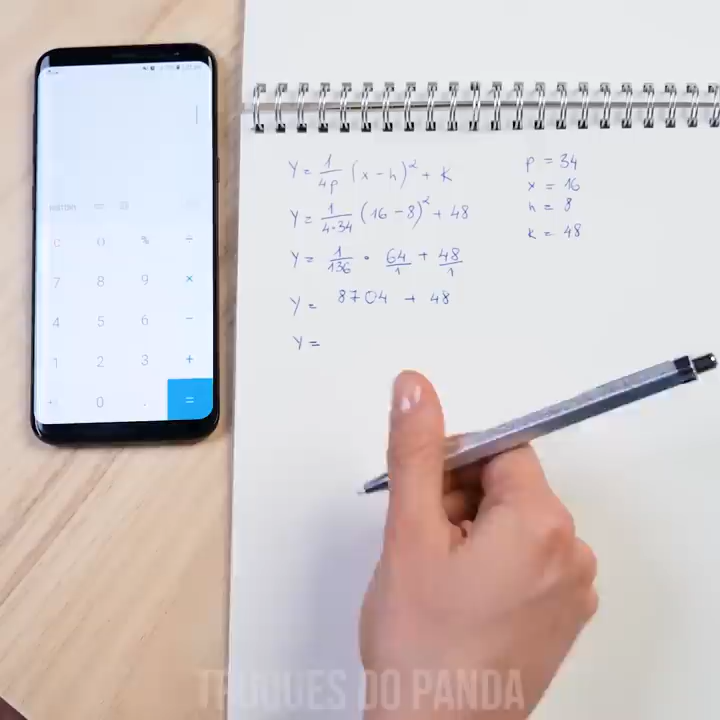 Y = 1/4p (x - h)² + k
Y = 1/4·34 (16 - 8)² + 48
Y = 1/136 · 64/1 + 48/1
Y = 8704 + 48
Y =
p = 34
x = 16
h = 8
k = 48
C () % ÷
7 8 9 ×
4 5 6 −
1 2 3 +
0 . =
TRUQUES DO PANDA